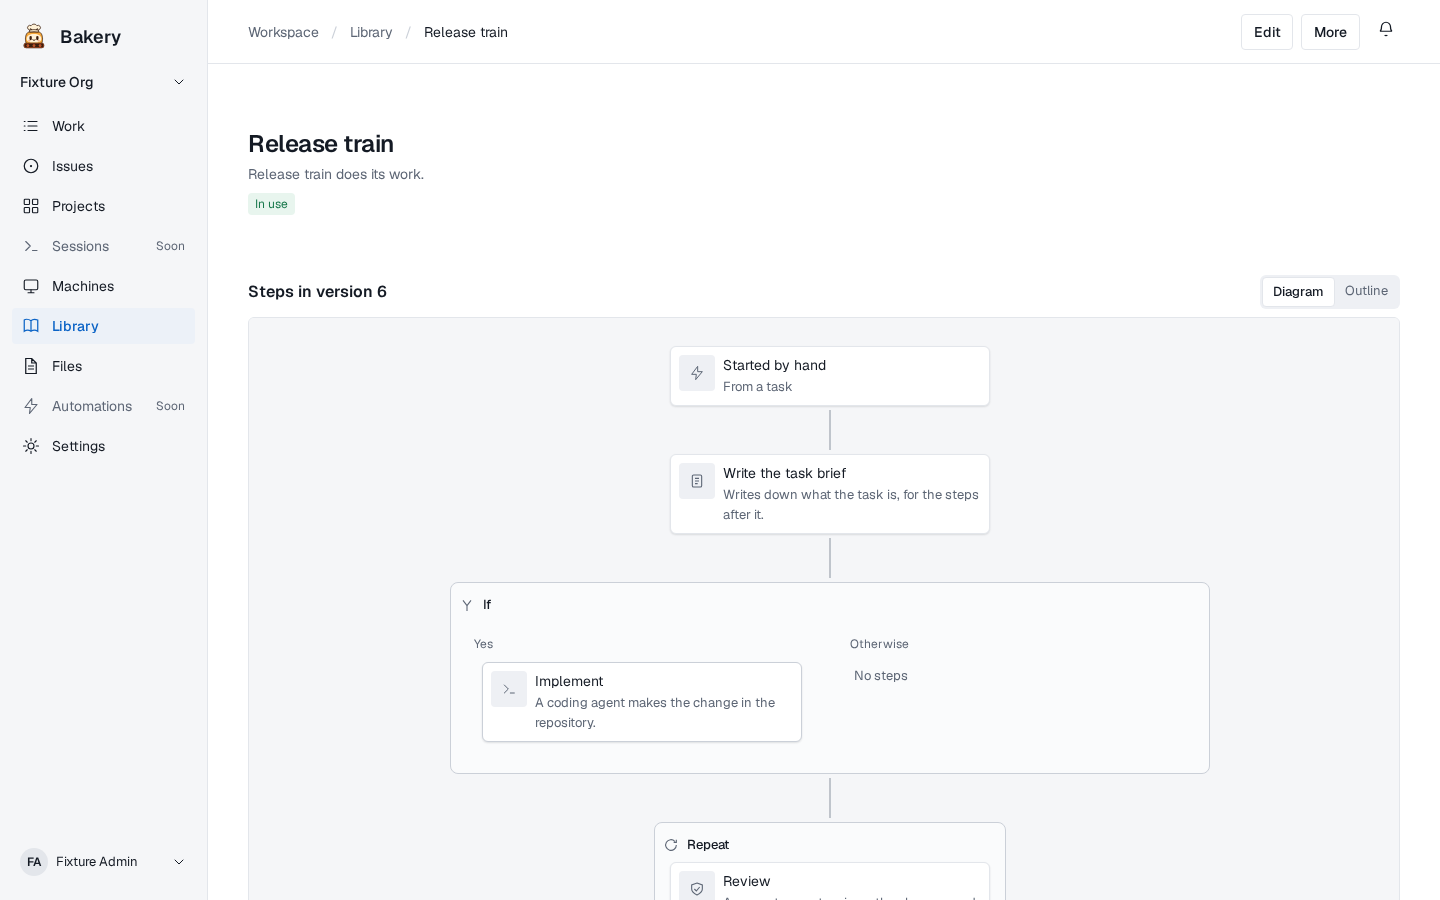 Bakery
Fixture Org
Work
Issues
Projects
Sessions Soon
Machines
Library
Files
Automations Soon
Settings
FA Fixture Admin
Workspace / Library / Release train
Edit More
Release train
Release train does its work.
In use
Steps in version 6
Diagram Outline
Started by hand
From a task
Write the task brief
Writes down what the task is, for the steps
after it.
If
Yes
Otherwise
Implement
A coding agent makes the change in the
repository.
No steps
Repeat
Review